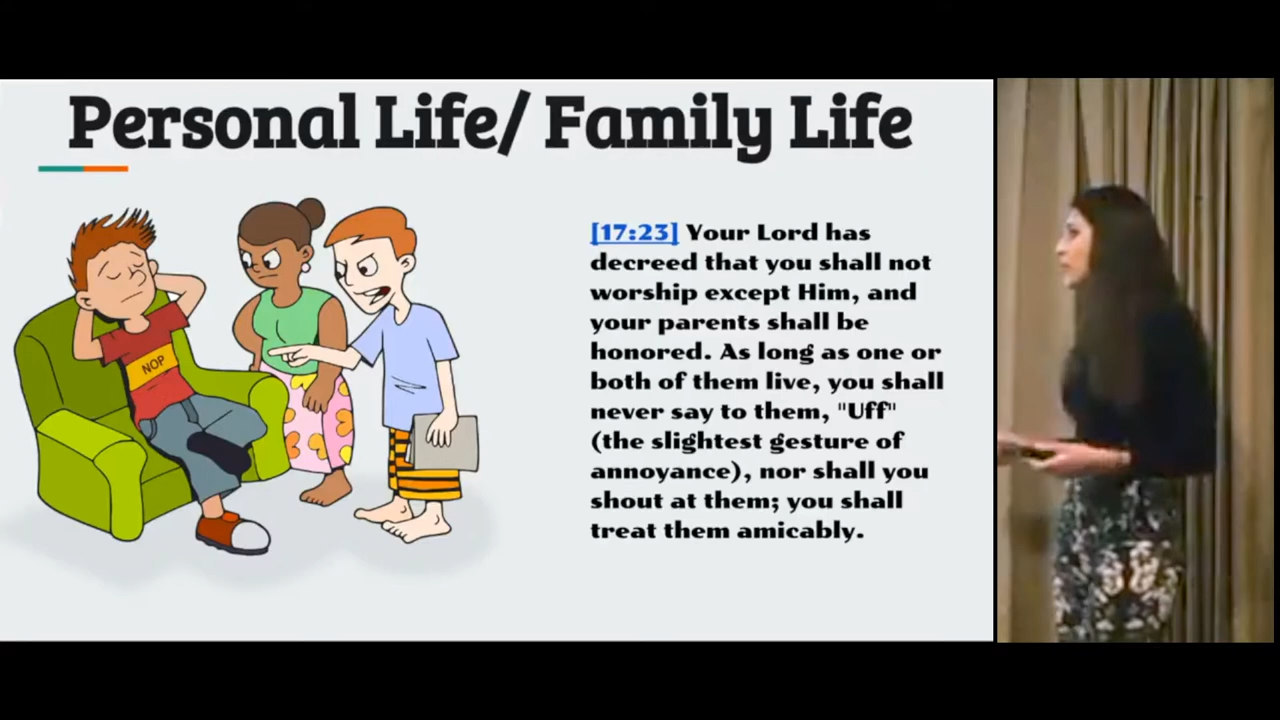 Personal Life/ Family Life
NOP
[17:23] Your Lord has
decreed that you shall not
worship except Him, and
your parents shall be
honored. As long as one or
both of them live, you shall
never say to them, "Uff"
(the slightest gesture of
annoyance), nor shall you
shout at them; you shall
treat them amicably.